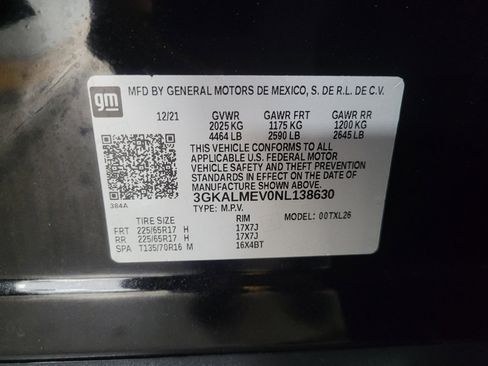 gm
MFD BY GENERAL MOTORS DE MEXICO, S. DE R.L. DE C.V.
12/21 GVWR GAWR FRT GAWR RR
2025 KG 1175 KG 1200 KG
4464 LB 2590 LB 2645 LB
THIS VEHICLE CONFORMS TO ALL
APPLICABLE U.S. FEDERAL MOTOR
VEHICLE SAFETY AND THEFT PREVENTION
STANDARDS IN EFFECT ON THE DATE OF
MANUFACTURE SHOWN ABOVE.
3GKALMEV0NL138630
384A
TYPE: M.P.V. MODEL: 00TXL26
TIRE SIZE RIM
FRT 225/65R17 H 17X7J
RR 225/65R17 H 17X7J
SPA T135/70R16 M 16X4BT